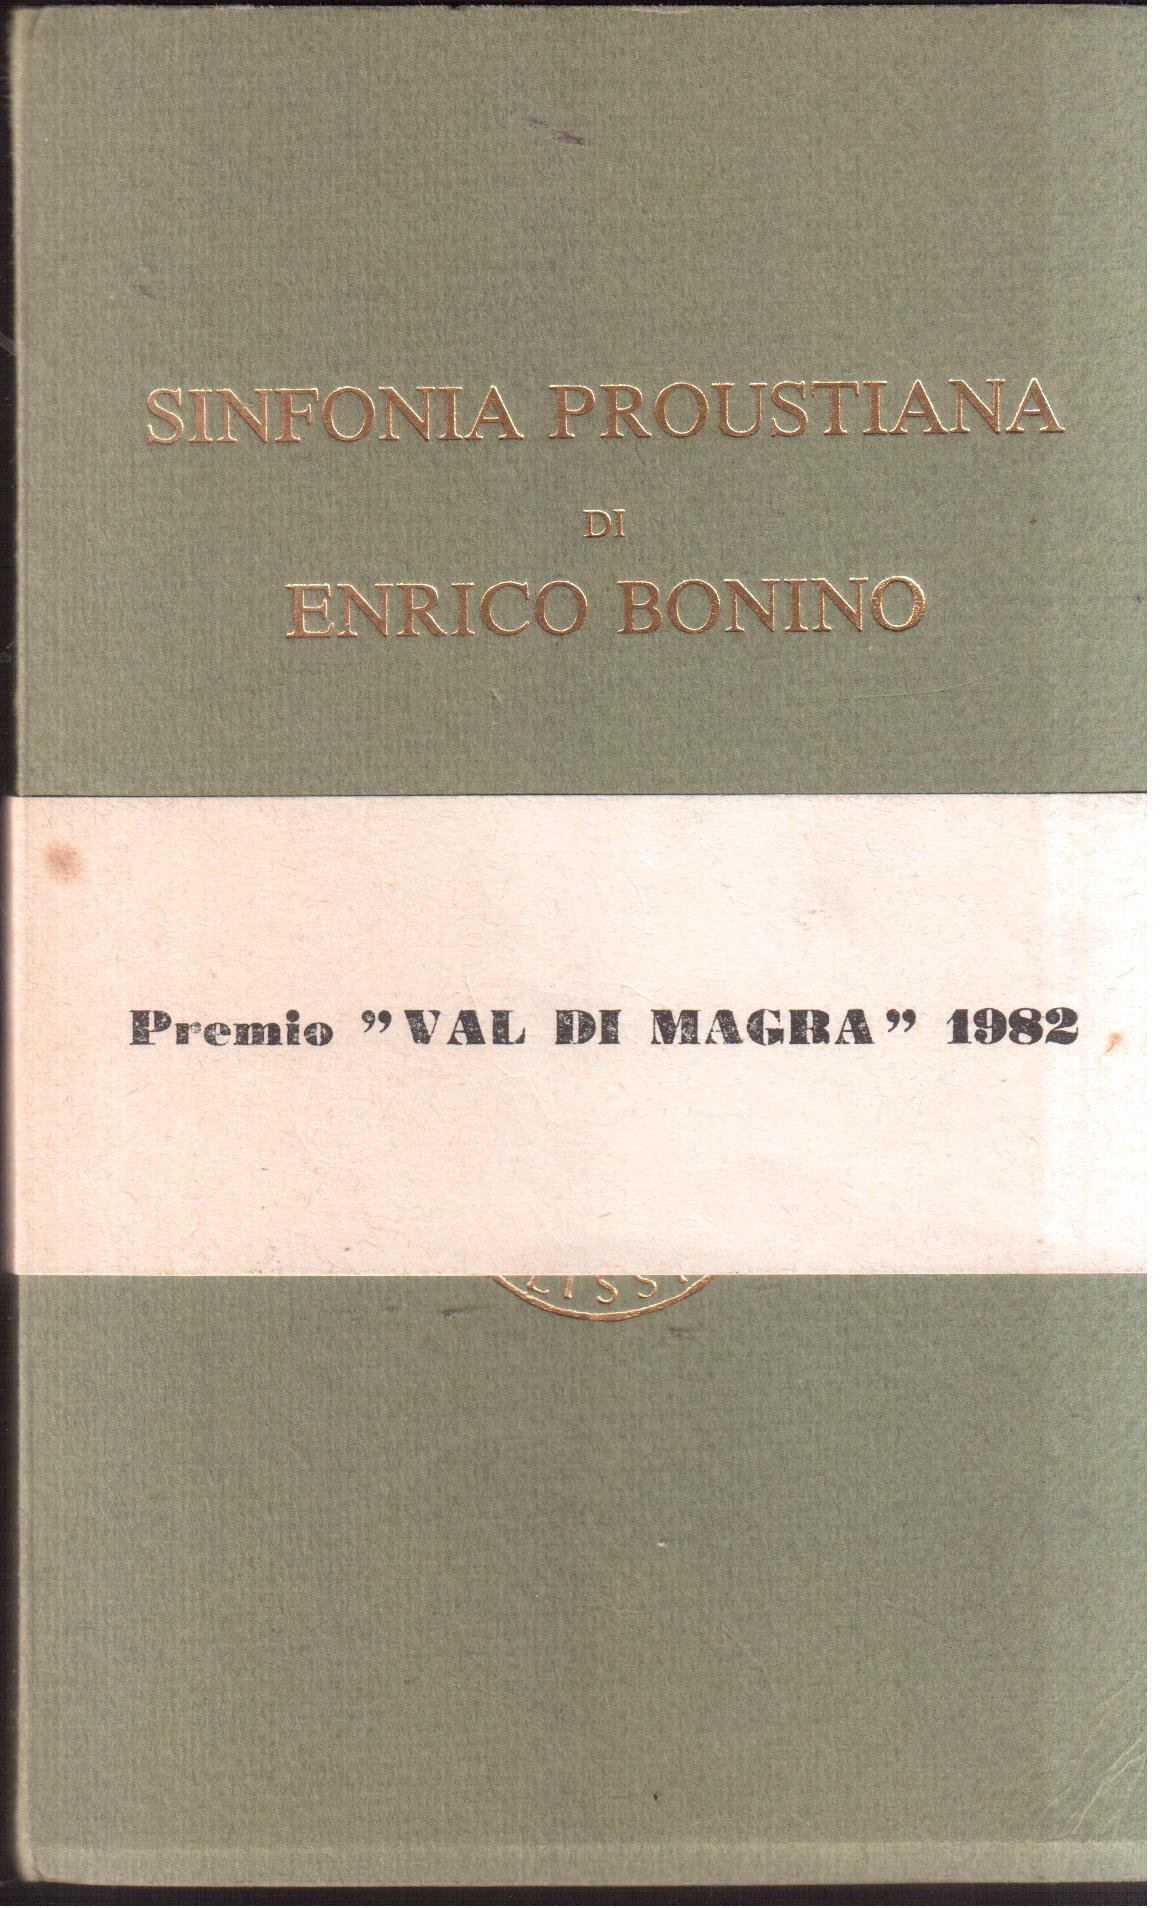 SINFONIA PROUSTIANA
DI
ENRICO BONINO
Premio ”VAL DI MAGRA” 1982